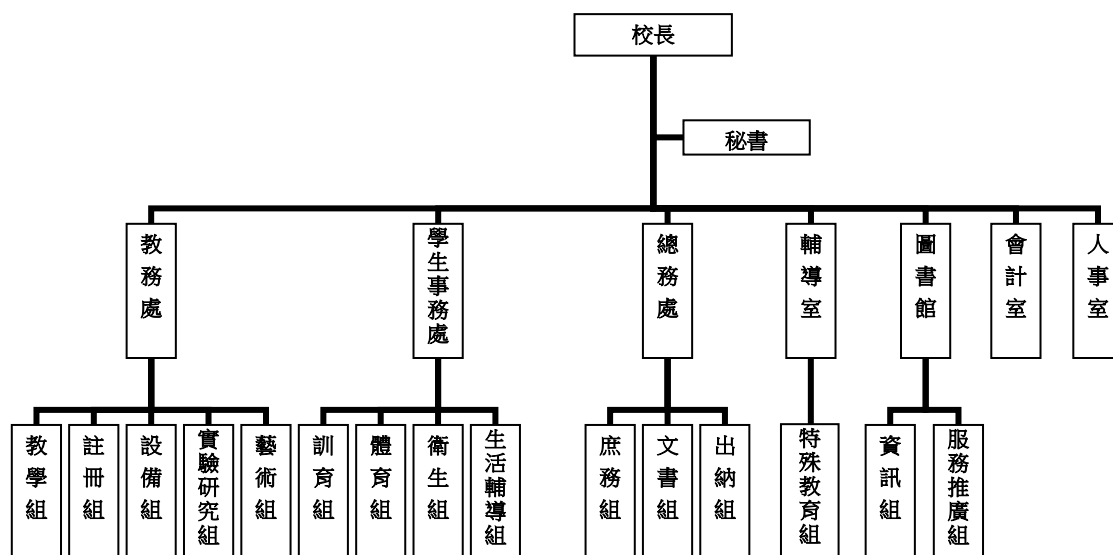 校長
秘書
教務處
學生事務處
總務處
輔導室
圖書館
會計室
人事室
教學組
註冊組
設備組
實驗研究組
藝術組
訓育組
體育組
衛生組
生活輔導組
庶務組
文書組
出納組
特殊教育組
資訊組
服務推廣組